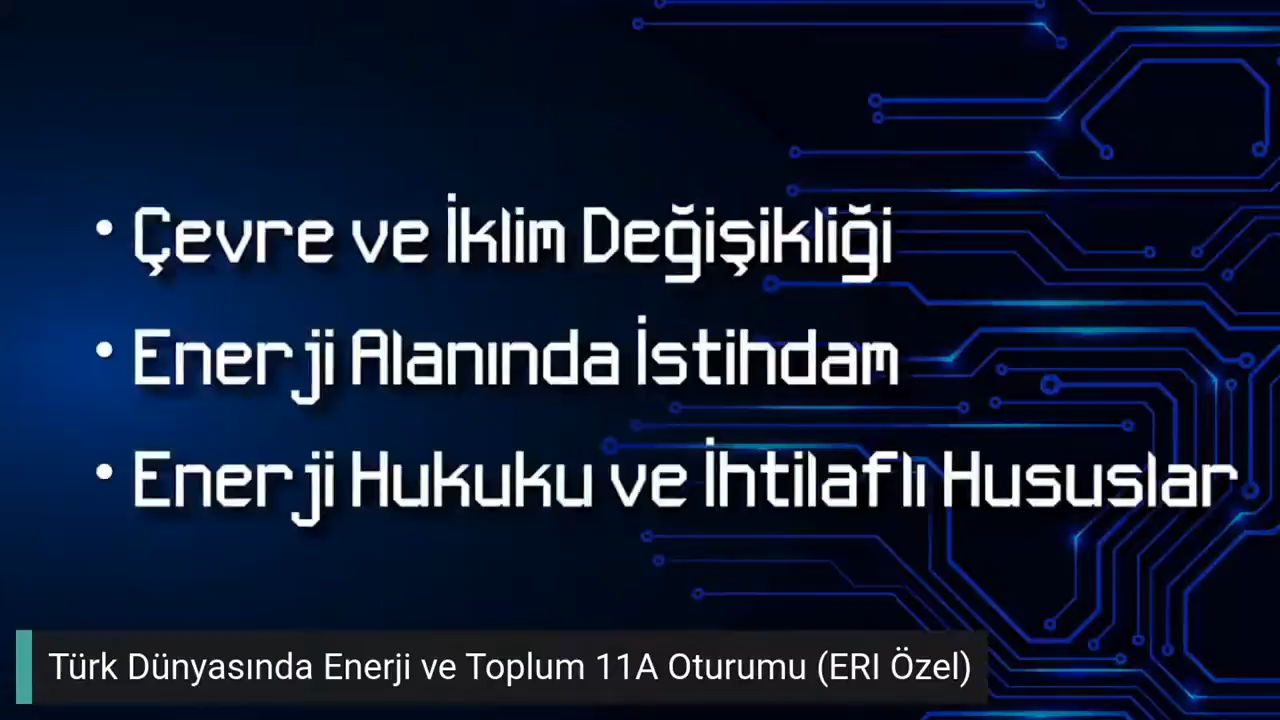 • Çevre ve İklim Değişikliği
• Enerji Alanında İstihdam
• Enerji Hukuku ve İhtilaflı Hususlar
Türk Dünyasında Enerji ve Toplum 11A Oturumu (ERI Özel)